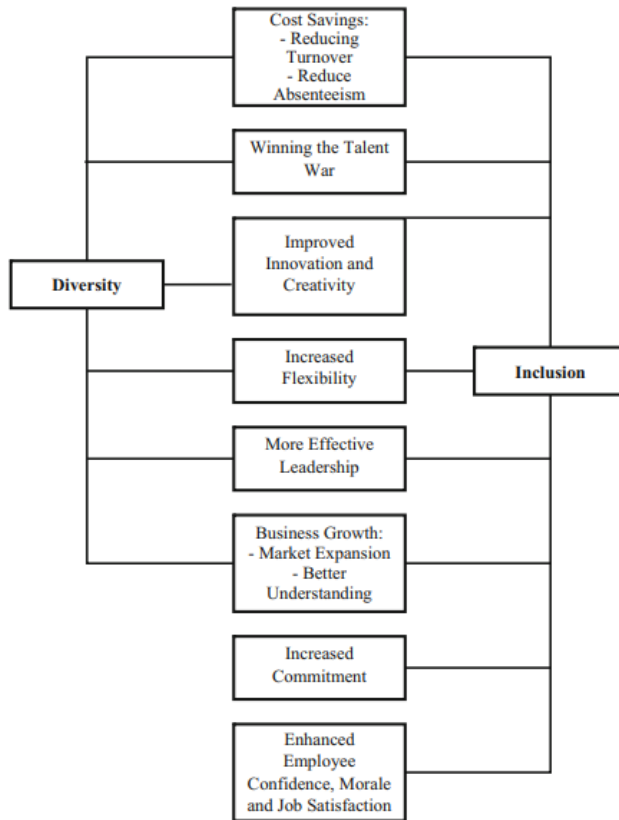 Cost Savings:
- Reducing
Turnover
- Reduce
Absenteeism
Winning the Talent
War
Improved
Innovation and
Creativity
Diversity
Increased
Flexibility
Inclusion
More Effective
Leadership
Business Growth:
- Market Expansion
- Better
Understanding
Increased
Commitment
Enhanced
Employee
Confidence, Morale
and Job Satisfaction